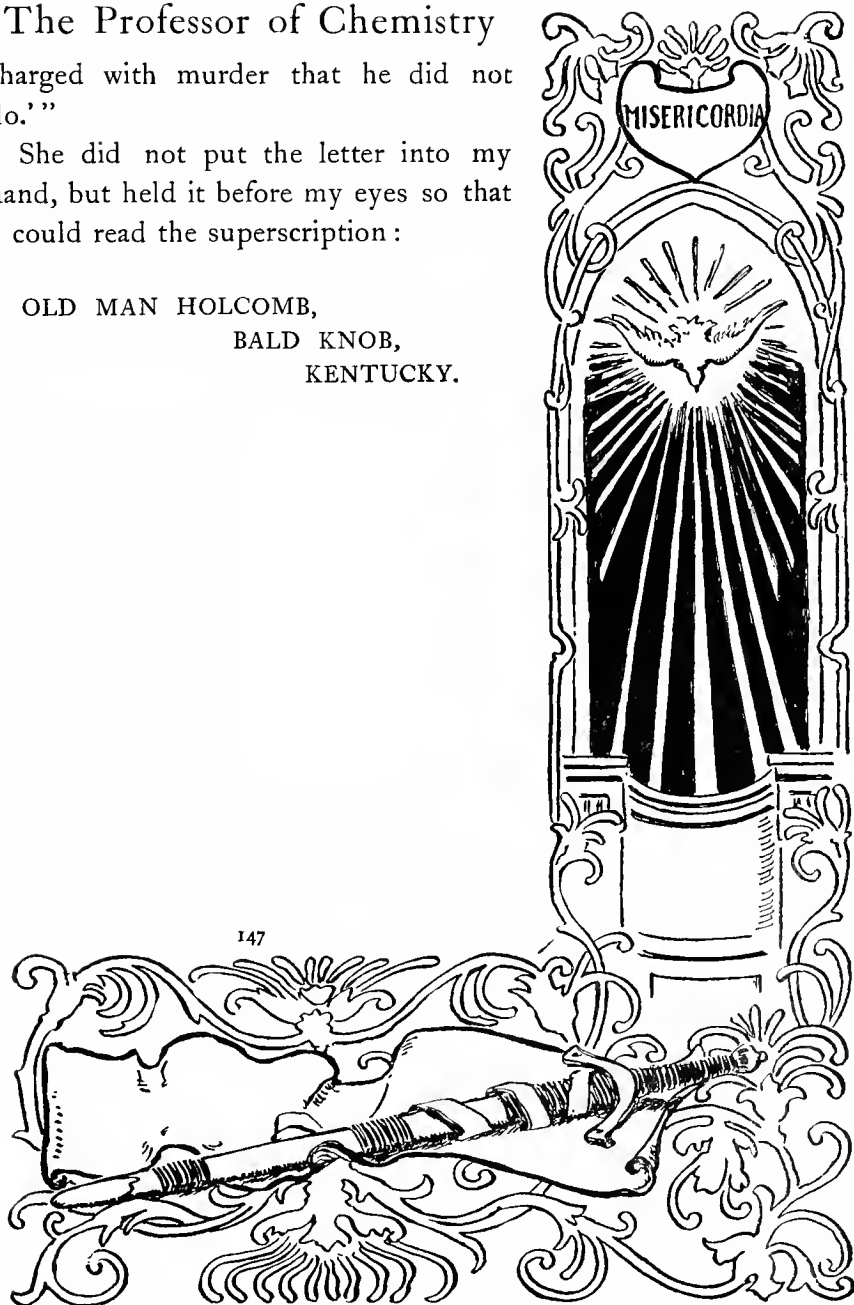 The Professor of Chemistry
harged with murder that he did not
lo.’ ”
She did not put the letter into my
hand, but held it before my eyes so that
could read the superscription :
OLD MAN HOLCOMB,
BALD KNOB,
KENTUCKY.
147
MISERICORDIA